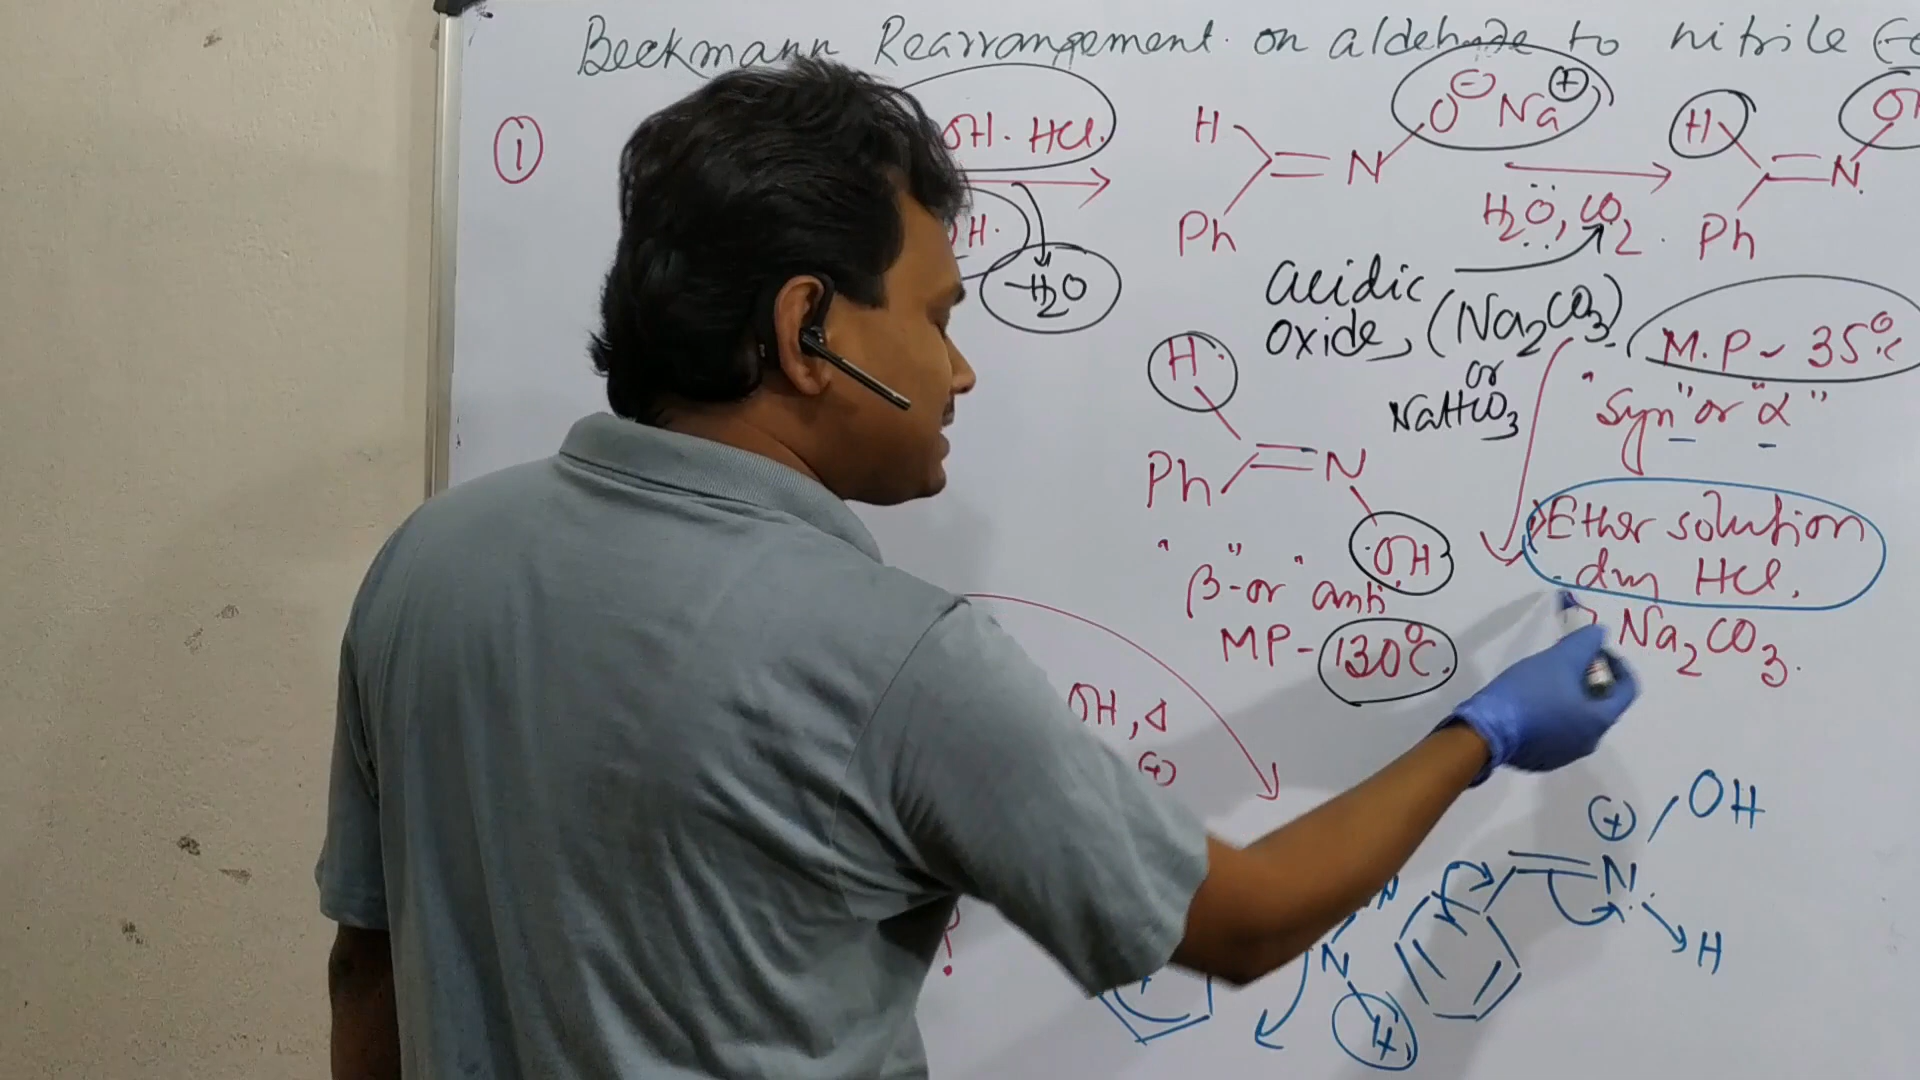 Beckmann Rearrangement on aldehyde to nitrile
i
OH. HCl.
H
O⊖ Na⊕
N
Ph
-H2O
H.
H2O, CO2.
H
OH
N
Ph
acidic
oxide, (Na2CO3)
or
NaHCO3
M.P ~ 35°c
"Syn" or "α"
H
Ph
N
OH
"β" - or "anti
MP - 130°C.
1) Ether solution
dry HCl.
2) Na2CO3.
OH, Δ
(+)
?
N
H
(+)
OH
N
H